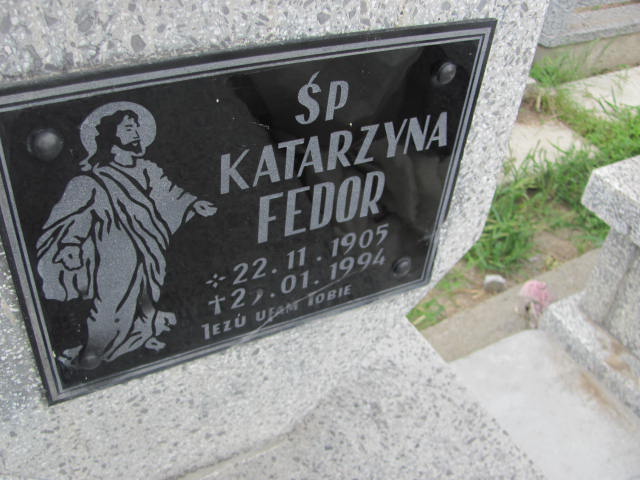 ŚP
KATARZYNA
FEDOR
22.11.1905
01.1994
JEZU UFAM TOBIE